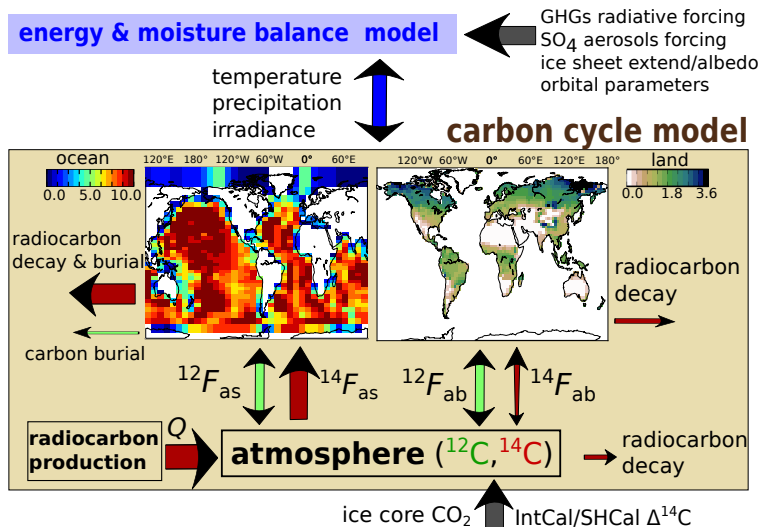 energy & moisture balance model
GHGs radiative forcing
SO4 aerosols forcing
ice sheet extend/albedo
orbital parameters
temperature
precipitation
irradiance
carbon cycle model
ocean
0.0 5.0 10.0
120°E 180° 120°W 60°W 0° 60°E
120°W 60°W 0° 60°E 120°E 180°
land
0.0 1.8 3.6
radiocarbon
decay & burial
carbon burial
radiocarbon
decay
¹²Fas
¹⁴Fas
¹²Fab
¹⁴Fab
radiocarbon
production
Q
atmosphere (¹²C,¹⁴C)
radiocarbon
decay
ice core CO₂
IntCal/SHCal Δ¹⁴C